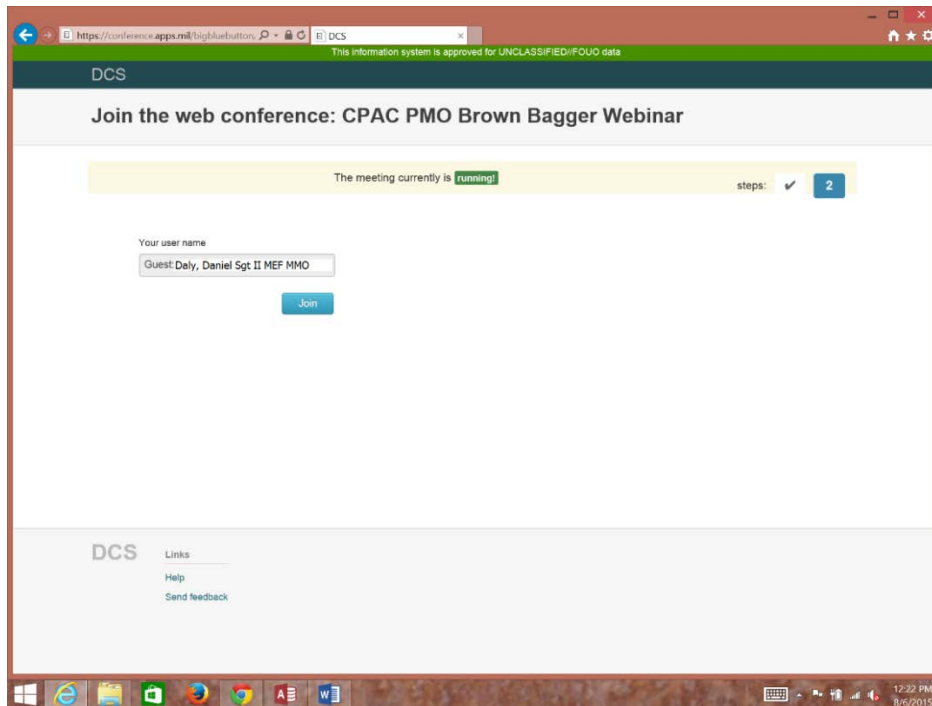 https://conference.apps.mil/bigbluebutton,
DCS
This information system is approved for UNCLASSIFIED//FOUO data
DCS
Join the web conference: CPAC PMO Brown Bagger Webinar
The meeting currently is running!
steps: ✔ 2
Your user name
Guest: Daly, Daniel Sgt II MEF MMO
Join
DCS
Links
Help
Send feedback
12:22 PM
8/6/2015